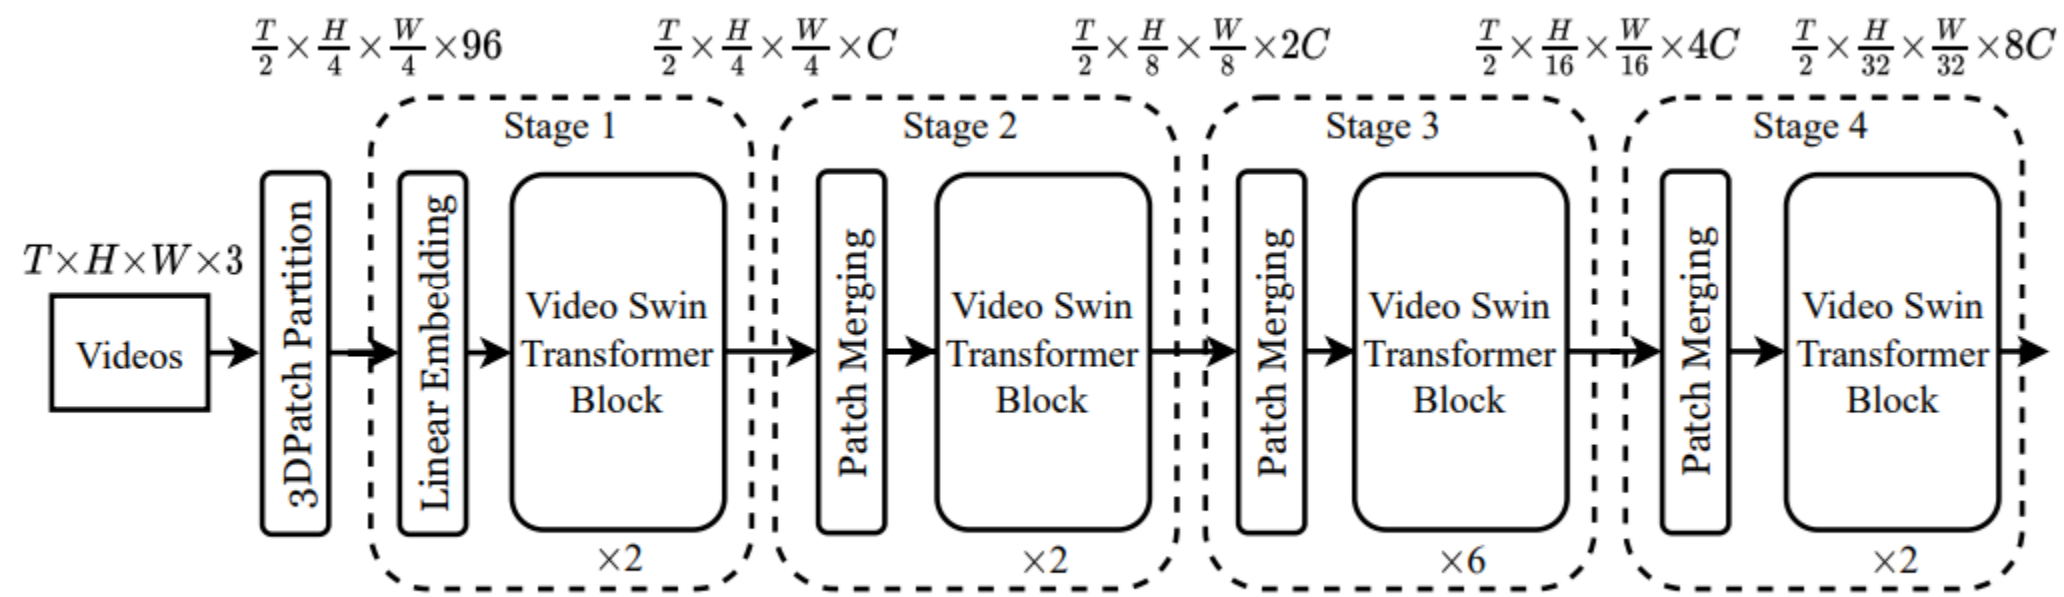 T/2 × H/4 × W/4 × 96
T/2 × H/4 × W/4 × C
T/2 × H/8 × W/8 × 2C
T/2 × H/16 × W/16 × 4C
T/2 × H/32 × W/32 × 8C
T×H×W×3
Videos
3DPatch Partition
Stage 1
Linear Embedding
Video Swin
Transformer
Block
×2
Stage 2
Patch Merging
Video Swin
Transformer
Block
×2
Stage 3
Patch Merging
Video Swin
Transformer
Block
×6
Stage 4
Patch Merging
Video Swin
Transformer
Block
×2